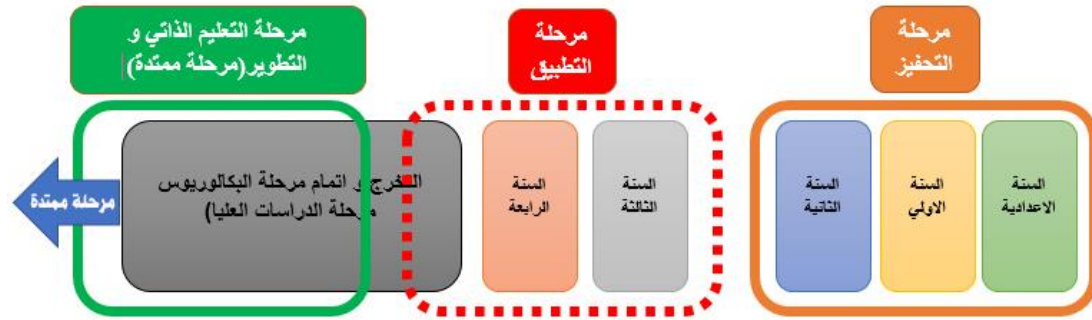 مرحلة
التحفيز
مرحلة
التطبيق
مرحلة التعليم الذاتي و
التطوير(مرحلة ممتدة)
السنة
الاعدادية
السنة
الاولي
السنة
الثانية
السنة
الثالثة
السنة
الرابعة
التخرج و اتمام مرحلة البكالوريوس
مرحلة الدراسات العليا)
مرحلة ممتدة